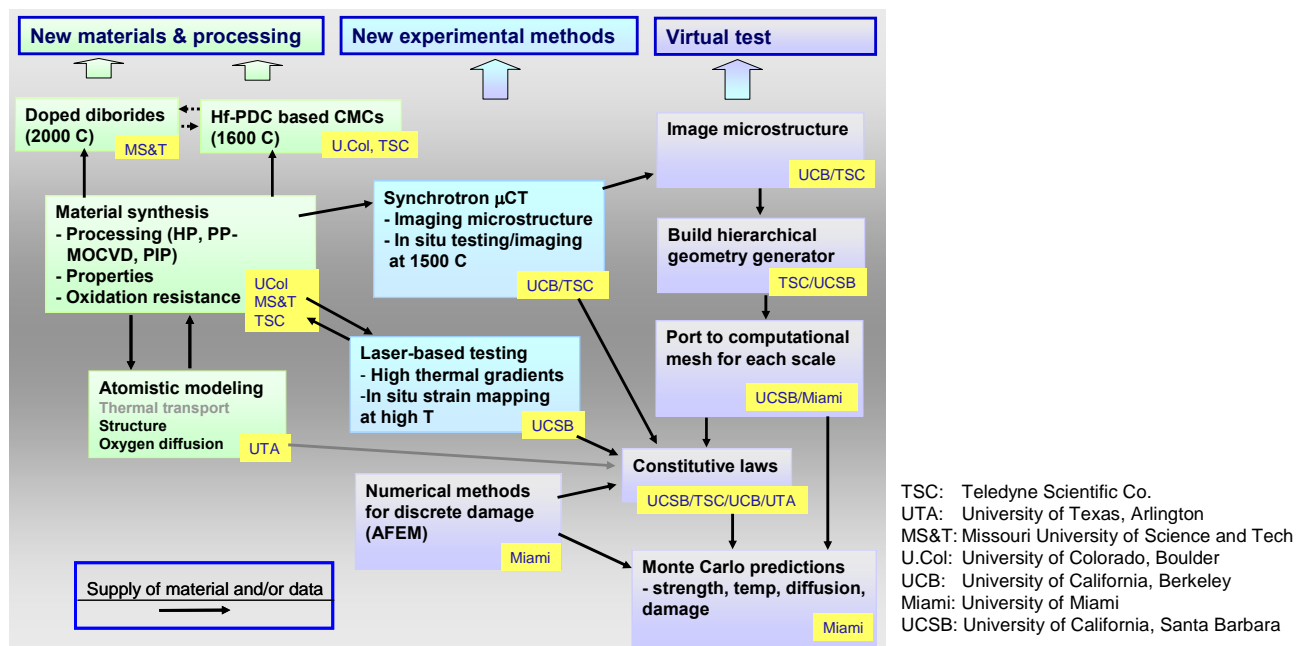 New materials & processing
New experimental methods
Virtual test
Doped diborides
(2000 C)
MS&T
Hf-PDC based CMCs
(1600 C)
U.Col, TSC
Image microstructure
UCB/TSC
Material synthesis
- Processing (HP, PP-
MOCVD, PIP)
- Properties
- Oxidation resistance
UCol
MS&T
TSC
Synchrotron μCT
- Imaging microstructure
- In situ testing/imaging
at 1500 C
UCB/TSC
Build hierarchical
geometry generator
TSC/UCSB
Port to computational
mesh for each scale
UCSB/Miami
Laser-based testing
- High thermal gradients
-In situ strain mapping
at high T
UCSB
Atomistic modeling
Thermal transport
Structure
Oxygen diffusion
UTA
Constitutive laws
UCSB/TSC/UCB/UTA
Numerical methods
for discrete damage
(AFEM)
Miami
Monte Carlo predictions
- strength, temp, diffusion,
damage
Miami
Supply of material and/or data
TSC: Teledyne Scientific Co.
UTA: University of Texas, Arlington
MS&T: Missouri University of Science and Tech
U.Col: University of Colorado, Boulder
UCB: University of California, Berkeley
Miami: University of Miami
UCSB: University of California, Santa Barbara